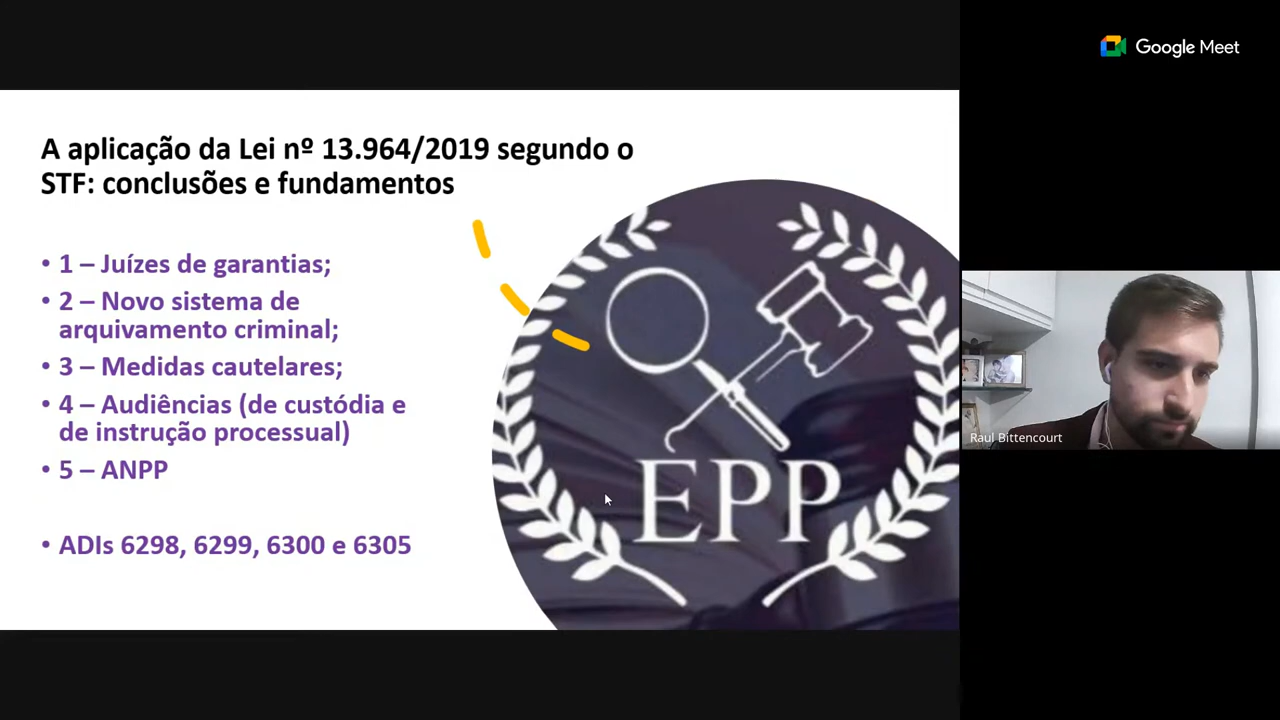 Google Meet
A aplicação da Lei nº 13.964/2019 segundo o
STF: conclusões e fundamentos
• 1 – Juízes de garantias;
• 2 – Novo sistema de
arquivamento criminal;
• 3 – Medidas cautelares;
• 4 – Audiências (de custódia e
de instrução processual)
• 5 – ANPP
• ADIs 6298, 6299, 6300 e 6305
EPP
Raul Bittencourt